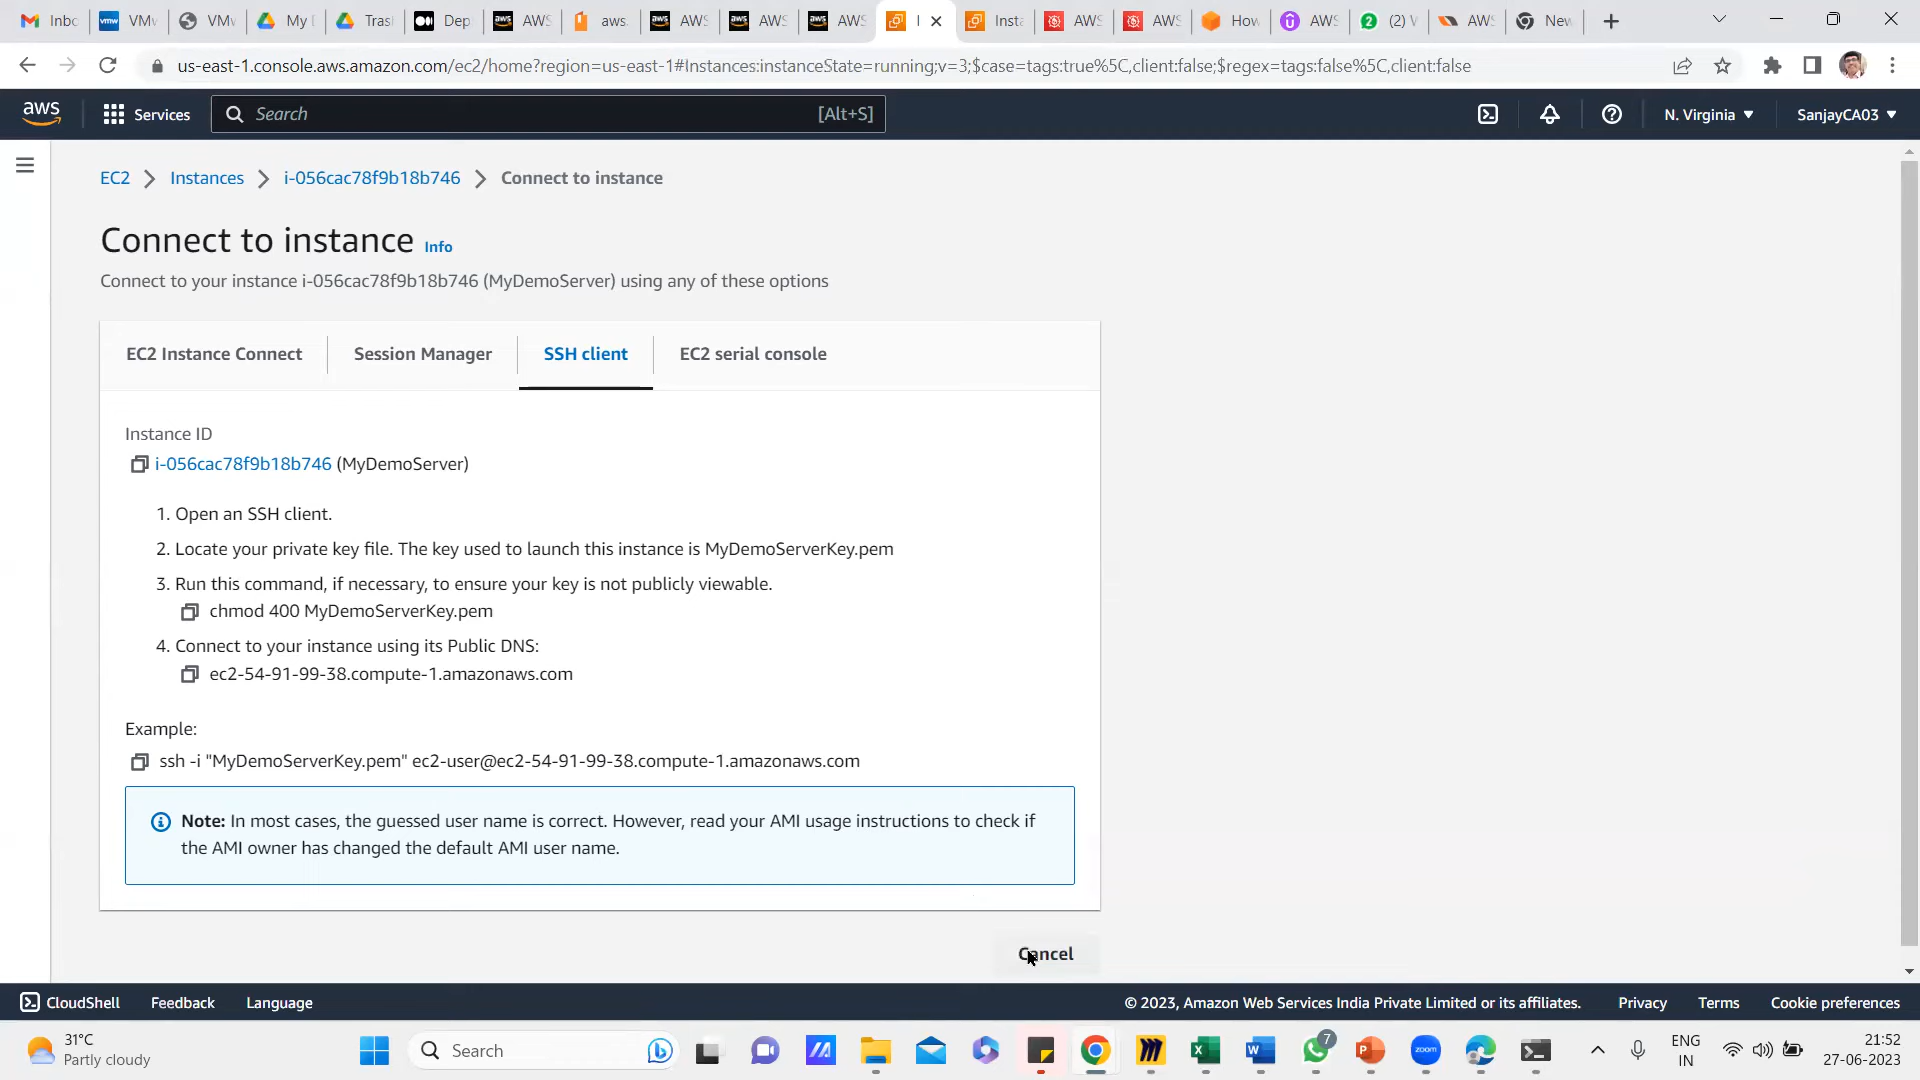 Inbo
VMw
VMw
My D
Tras
Dep
AWS
aws.
AWS
AWS
AWS
I
Insta
AWS
AWS
How
AWS
(2) V
AWS
New
us-east-1.console.aws.amazon.com/ec2/home?region=us-east-1#Instances:instanceState=running;v=3;$case=tags:true%5C,client:false;$regex=tags:false%5C,client:false
aws
Services
Search
[Alt+S]
N. Virginia
SanjayCA03
EC2
Instances
i-056cac78f9b18b746
Connect to instance
Connect to instance Info
Connect to your instance i-056cac78f9b18b746 (MyDemoServer) using any of these options
EC2 Instance Connect
Session Manager
SSH client
EC2 serial console
Instance ID
i-056cac78f9b18b746 (MyDemoServer)
1. Open an SSH client.
2. Locate your private key file. The key used to launch this instance is MyDemoServerKey.pem
3. Run this command, if necessary, to ensure your key is not publicly viewable.
chmod 400 MyDemoServerKey.pem
4. Connect to your instance using its Public DNS:
ec2-54-91-99-38.compute-1.amazonaws.com
Example:
ssh -i "MyDemoServerKey.pem" ec2-user@ec2-54-91-99-38.compute-1.amazonaws.com
Note: In most cases, the guessed user name is correct. However, read your AMI usage instructions to check if
the AMI owner has changed the default AMI user name.
Cancel
CloudShell
Feedback
Language
© 2023, Amazon Web Services India Private Limited or its affiliates.
Privacy
Terms
Cookie preferences
31°C
Partly cloudy
Search
zoom
7
ENG
IN
21:52
27-06-2023